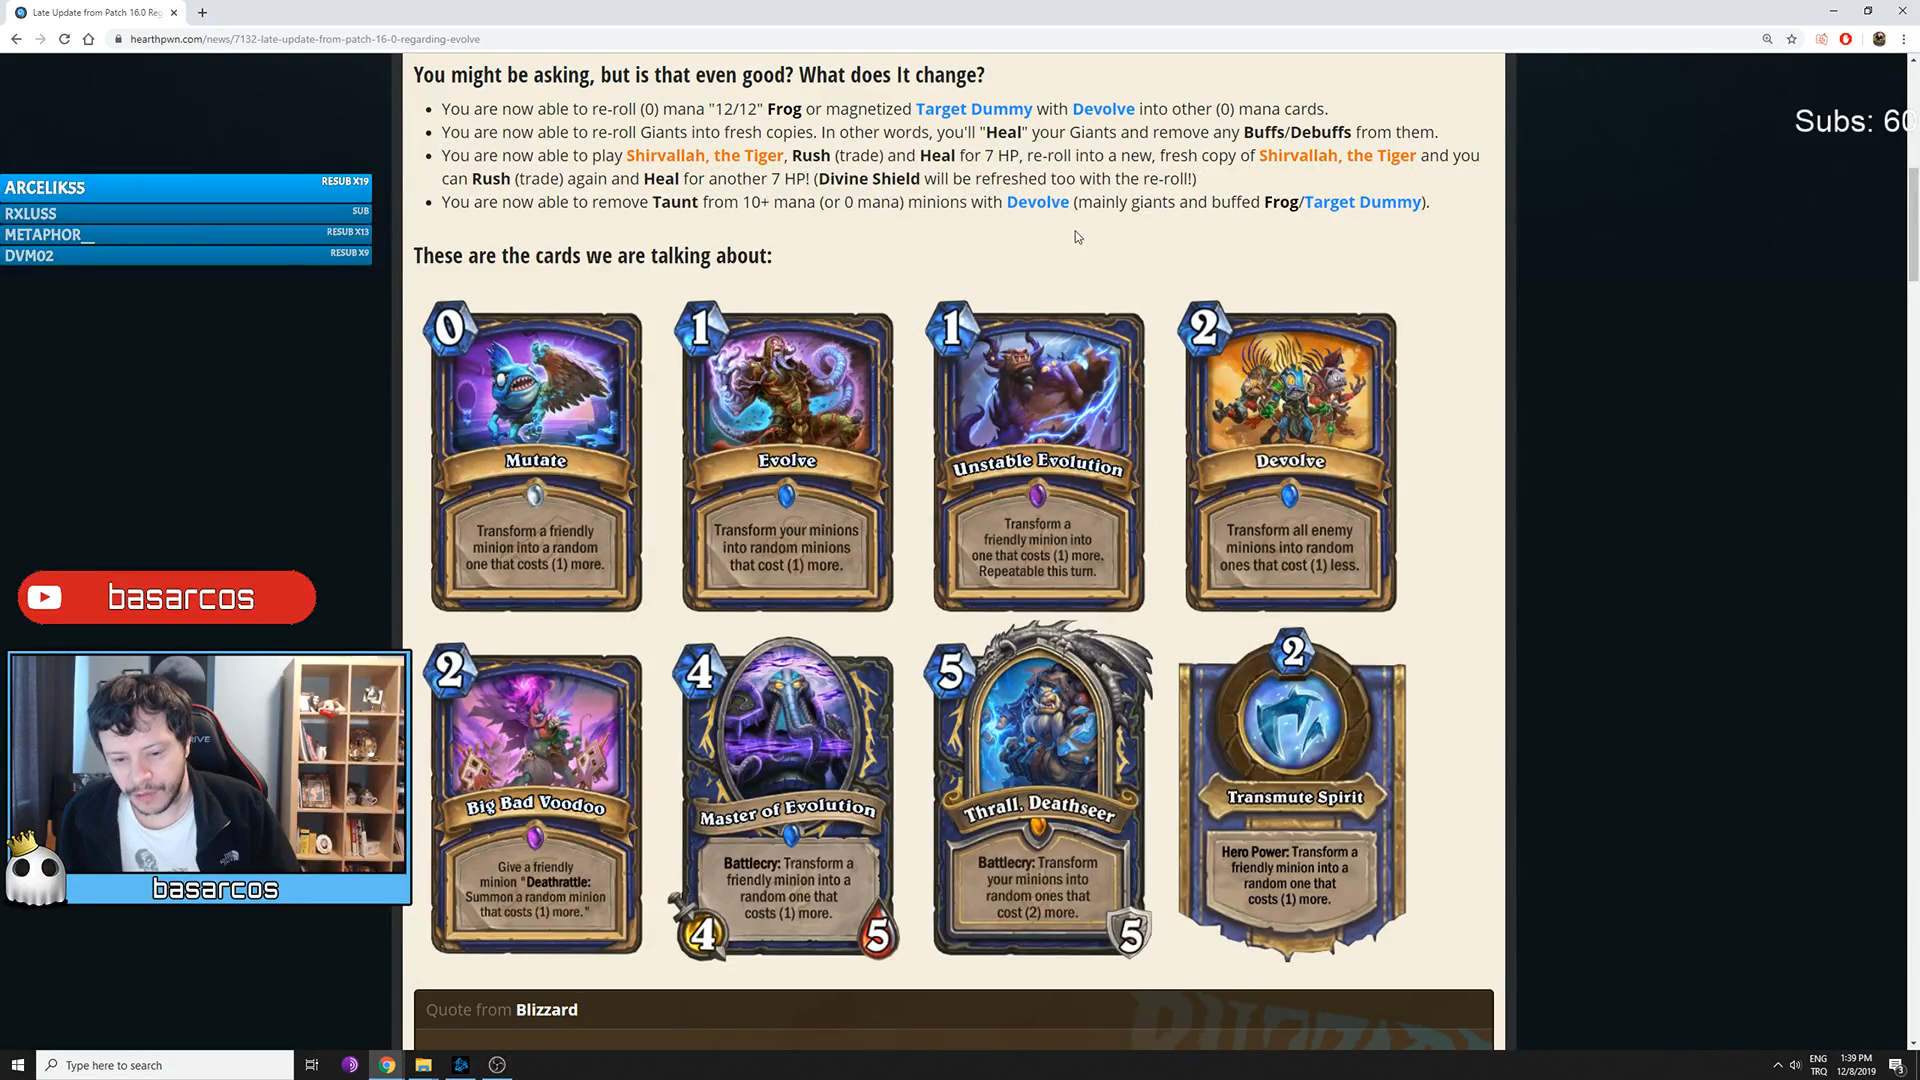 Late Update from Patch 16.0 Reg
hearthpwn.com/news/7132-late-update-from-patch-16-0-regarding-evolve
You might be asking, but is that even good? What does It change?
You are now able to re-roll (0) mana "12/12" Frog or magnetized Target Dummy with Devolve into other (0) mana cards.
You are now able to re-roll Giants into fresh copies. In other words, you'll "Heal" your Giants and remove any Buffs/Debuffs from them.
You are now able to play Shirvallah, the Tiger, Rush (trade) and Heal for 7 HP, re-roll into a new, fresh copy of Shirvallah, the Tiger and you
can Rush (trade) again and Heal for another 7 HP! (Divine Shield will be refreshed too with the re-roll!)
You are now able to remove Taunt from 10+ mana (or 0 mana) minions with Devolve (mainly giants and buffed Frog/Target Dummy).
These are the cards we are talking about:
Subs: 60
ARCELIK55 RESUB X19
RXLUSS SUB
METAPHOR__ RESUB X13
DVM02 RESUB X9
0
Mutate
Transform a friendly
minion into a random
one that costs (1) more.
1
Evolve
Transform your minions
into random minions
that cost (1) more.
1
Unstable Evolution
Transform a
friendly minion into
one that costs (1) more.
Repeatable this turn.
2
Devolve
Transform all enemy
minions into random
ones that cost (1) less.
2
Big Bad Voodoo
Give a friendly
minion "Deathrattle:
Summon a random minion
that costs (1) more."
4
Master of Evolution
Battlecry: Transform a
friendly minion into a
random one that
costs (1) more.
4
5
5
Thrall, Deathseer
Battlecry: Transform
your minions into
random ones that
cost (2) more.
5
2
Transmute Spirit
Hero Power: Transform a
friendly minion into a
random one that
costs (1) more.
basarcos
basarcos
Quote from Blizzard
Type here to search
ENG
TRQ
1:39 PM
12/8/2019
3